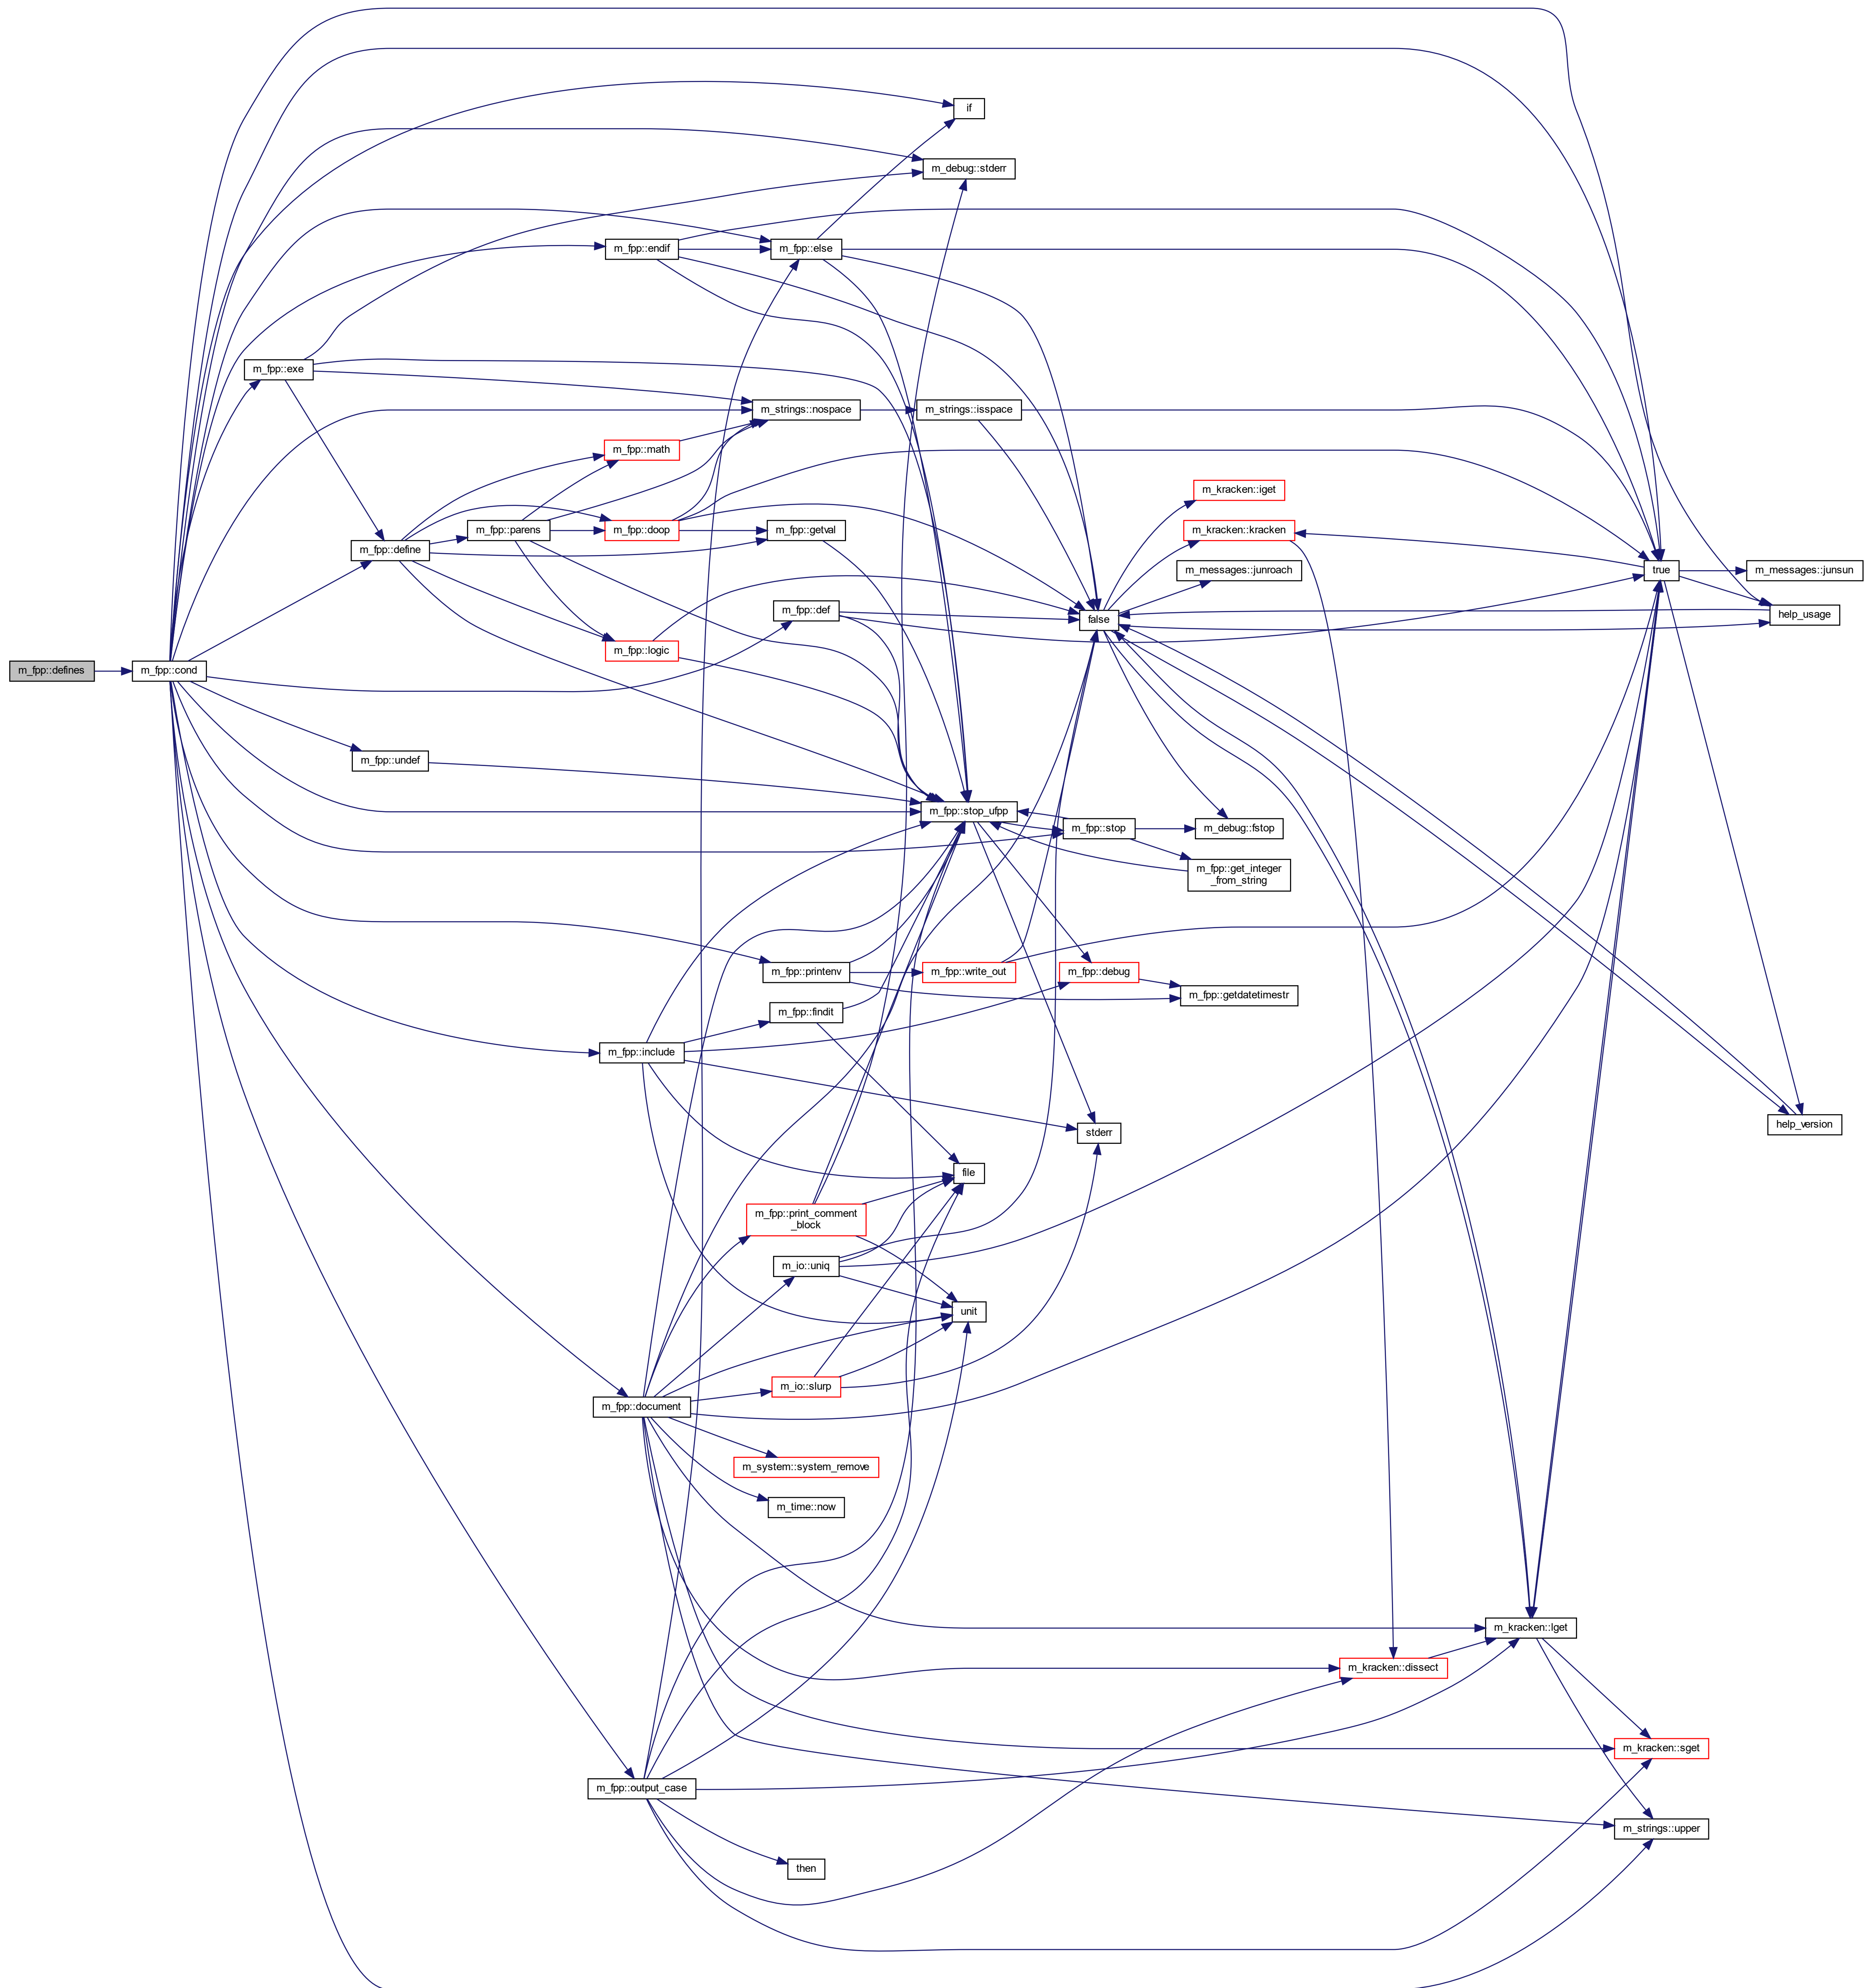 if
m_debug::stderr
m_fpp::endif
m_fpp::else
m_fpp::exe
m_strings::nospace
m_strings::isspace
m_fpp::math
m_kracken::iget
m_fpp::parens
m_fpp::doop
m_fpp::getval
m_kracken::kracken
m_fpp::define
m_messages::junroach
true
m_messages::junsun
m_fpp::def
false
help_usage
m_fpp::logic
m_fpp::defines
m_fpp::cond
m_fpp::undef
m_fpp::stop_ufpp
m_fpp::stop
m_debug::fstop
m_fpp::get_integer
_from_string
m_fpp::printenv
m_fpp::write_out
m_fpp::debug
m_fpp::getdatetimestr
m_fpp::findit
m_fpp::include
help_version
stderr
file
m_fpp::print_comment
_block
m_io::uniq
unit
m_io::slurp
m_fpp::document
m_system::system_remove
m_time::now
m_kracken::lget
m_kracken::dissect
m_kracken::sget
m_fpp::output_case
m_strings::upper
then